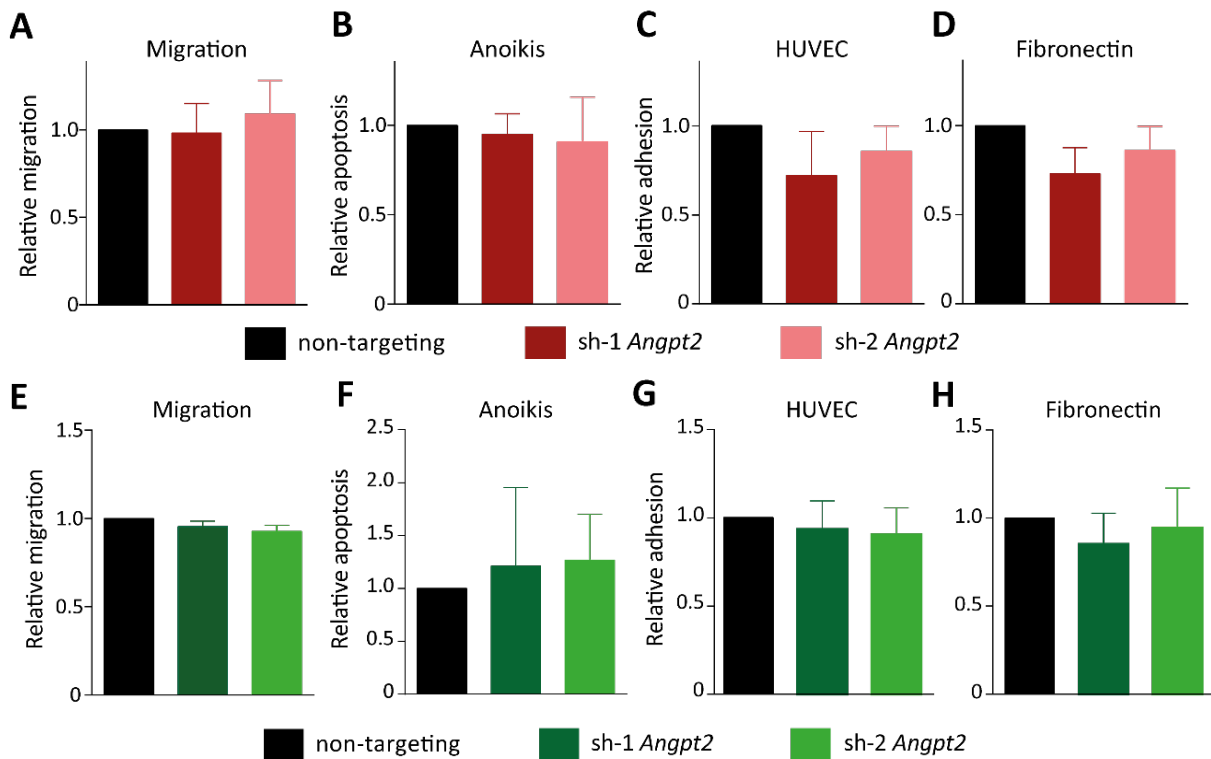 A
Migration
Relative migration
1.0
0.5
0
B
Anoikis
Relative apoptosis
1.0
0.5
0
C
HUVEC
Relative adhesion
1.0
0.5
0
D
Fibronectin
1.0
0.5
0
non-targeting
sh-1 Angpt2
sh-2 Angpt2
E
Migration
Relative migration
1.5
1.0
0.5
0
F
Anoikis
Relative apoptosis
2.5
2.0
1.5
1.0
0.5
0
G
HUVEC
Relative adhesion
1.5
1.0
0.5
0
H
Fibronectin
1.5
1.0
0.5
0
non-targeting
sh-1 Angpt2
sh-2 Angpt2